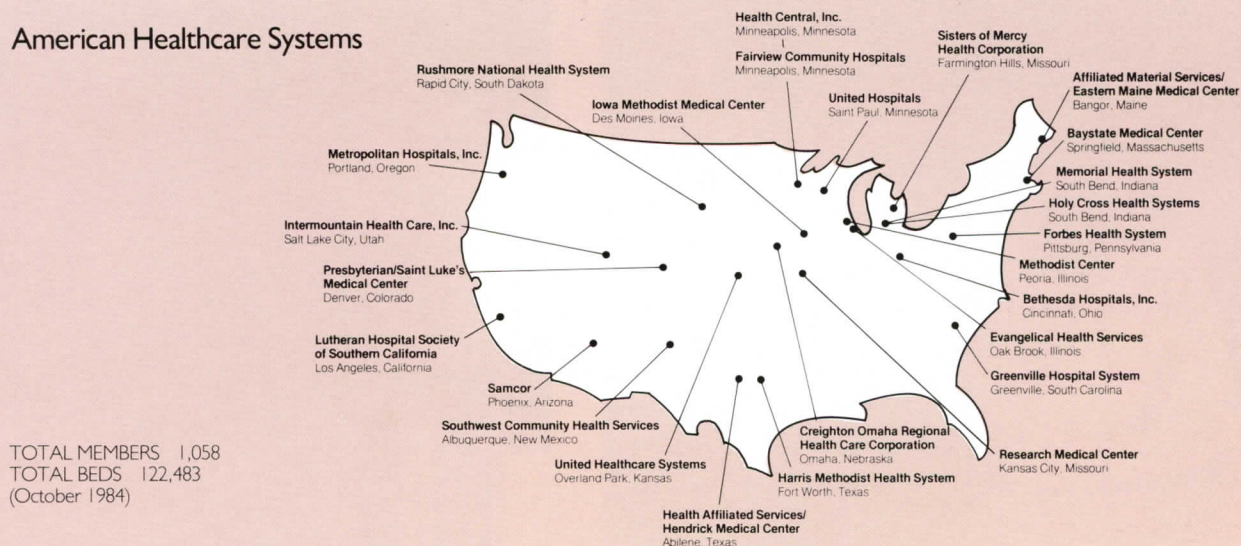 American Healthcare Systems
Health Central, Inc.
Minneapolis, Minnesota
Fairview Community Hospitals
Minneapolis, Minnesota
Sisters of Mercy
Health Corporation
Farmington Hills, Missouri
Rushmore National Health System
Rapid City, South Dakota
Iowa Methodist Medical Center
Des Moines, Iowa
United Hospitals
Saint Paul, Minnesota
Affiliated Material Services/
Eastern Maine Medical Center
Bangor, Maine
Baystate Medical Center
Springfield, Massachusetts
Metropolitan Hospitals, Inc.
Portland, Oregon
Memorial Health System
South Bend, Indiana
Holy Cross Health Systems
South Bend, Indiana
Intermountain Health Care, Inc.
Salt Lake City, Utah
Forbes Health System
Pittsburg, Pennsylvania
Presbyterian/Saint Luke's
Medical Center
Denver, Colorado
Methodist Center
Peoria, Illinois
Bethesda Hospitals, Inc.
Cincinnati, Ohio
Lutheran Hospital Society
of Southern California
Los Angeles, California
Evangelical Health Services
Oak Brook, Illinois
Greenville Hospital System
Greenville, South Carolina
Samcor
Phoenix, Arizona
Southwest Community Health Services
Albuquerque, New Mexico
Creighton Omaha Regional
Health Care Corporation
Omaha, Nebraska
Research Medical Center
Kansas City, Missouri
United Healthcare Systems
Overland Park, Kansas
Harris Methodist Health System
Fort Worth, Texas
Health Affiliated Services/
Hendrick Medical Center
Abilene, Texas
TOTAL MEMBERS 1,058
TOTAL BEDS 122,483
(October 1984)